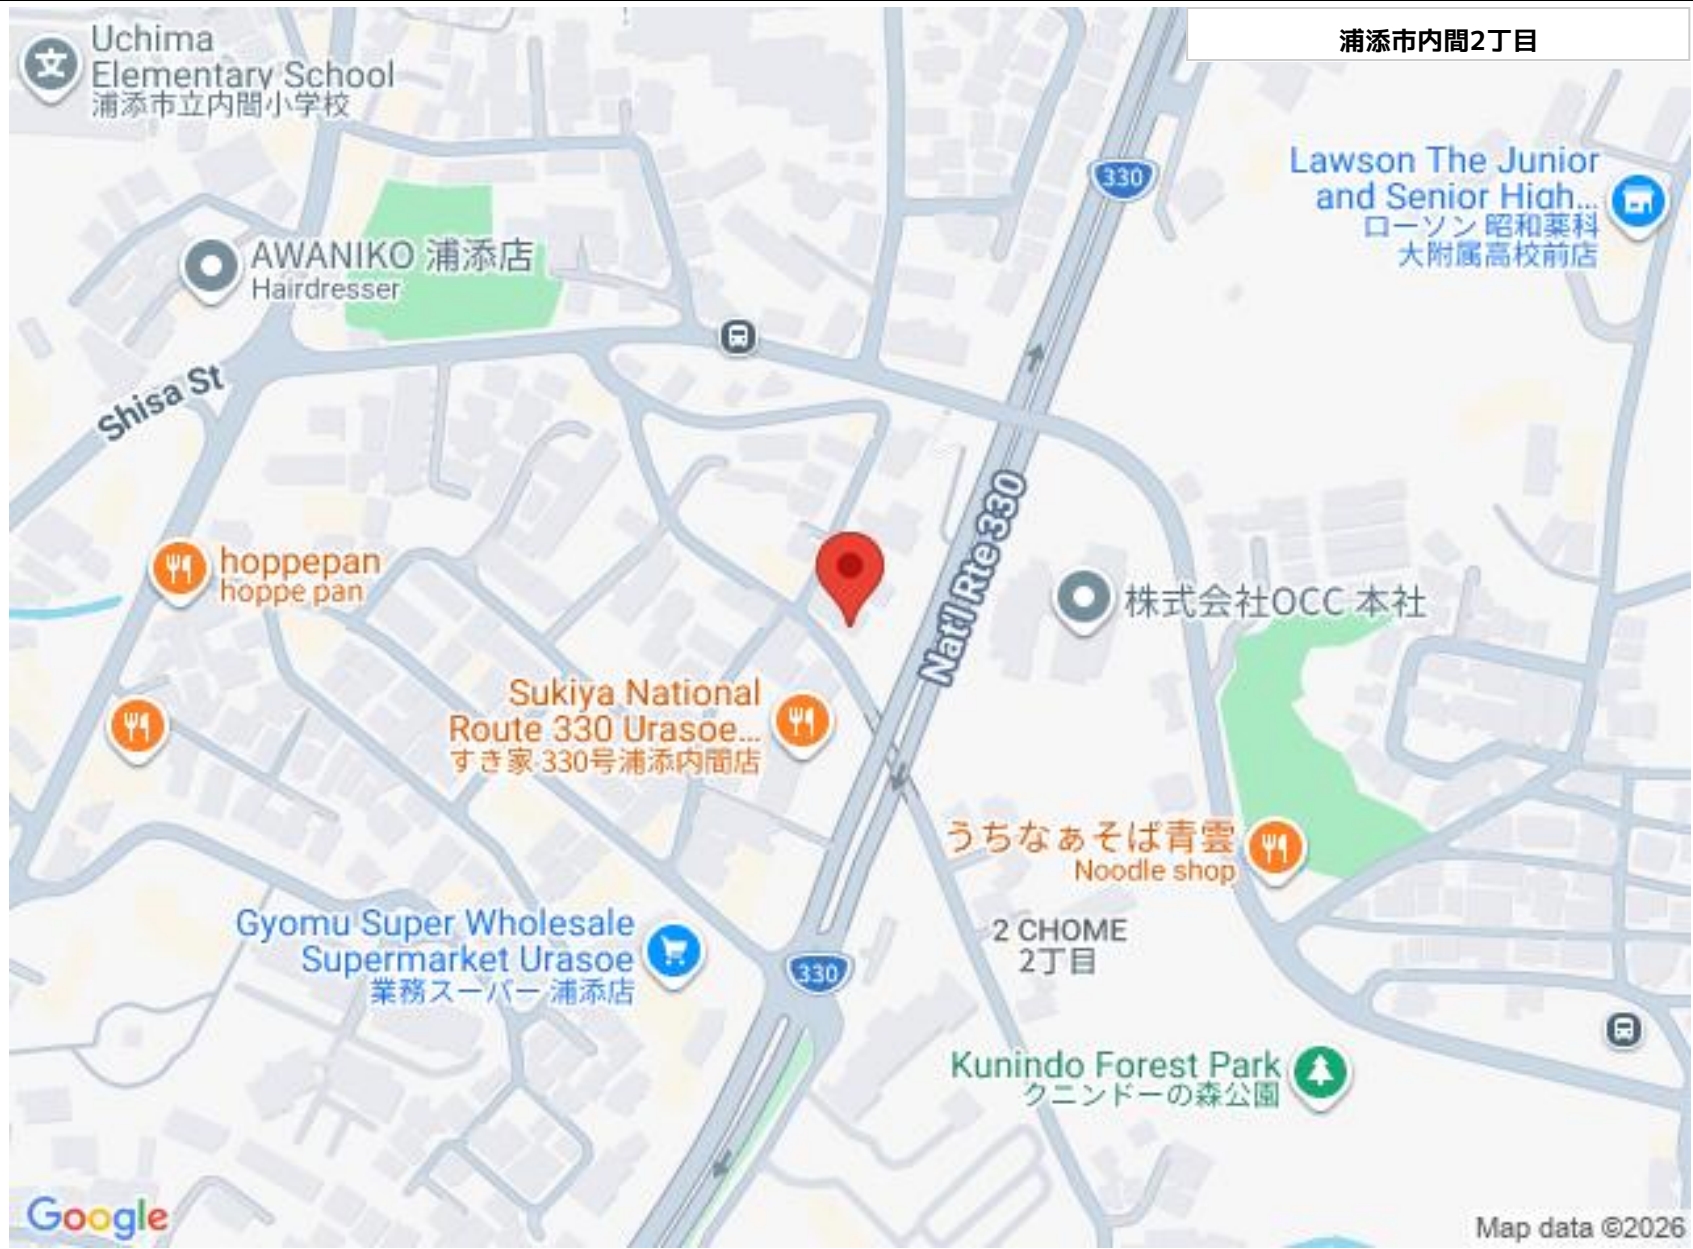 浦添市内間2丁目
Uchima
Elementary School
浦添市立内間小学校
330
Lawson The Junior
and Senior High...
ローソン 昭和薬科
大附属高校前店
AWANIKO 浦添店
Hairdresser
Shisa St
Nat'l Rte 330
hoppepan
hoppe pan
株式会社OCC 本社
Sukiya National
Route 330 Urasoe...
すき家 330号浦添内間店
うちなぁそば青雲
Noodle shop
Gyomu Super Wholesale
Supermarket Urasoe
業務スーパー 浦添店
2 CHOME
2丁目
330
Kunindo Forest Park
クニンドーの森公園
Google
Map data ©2026